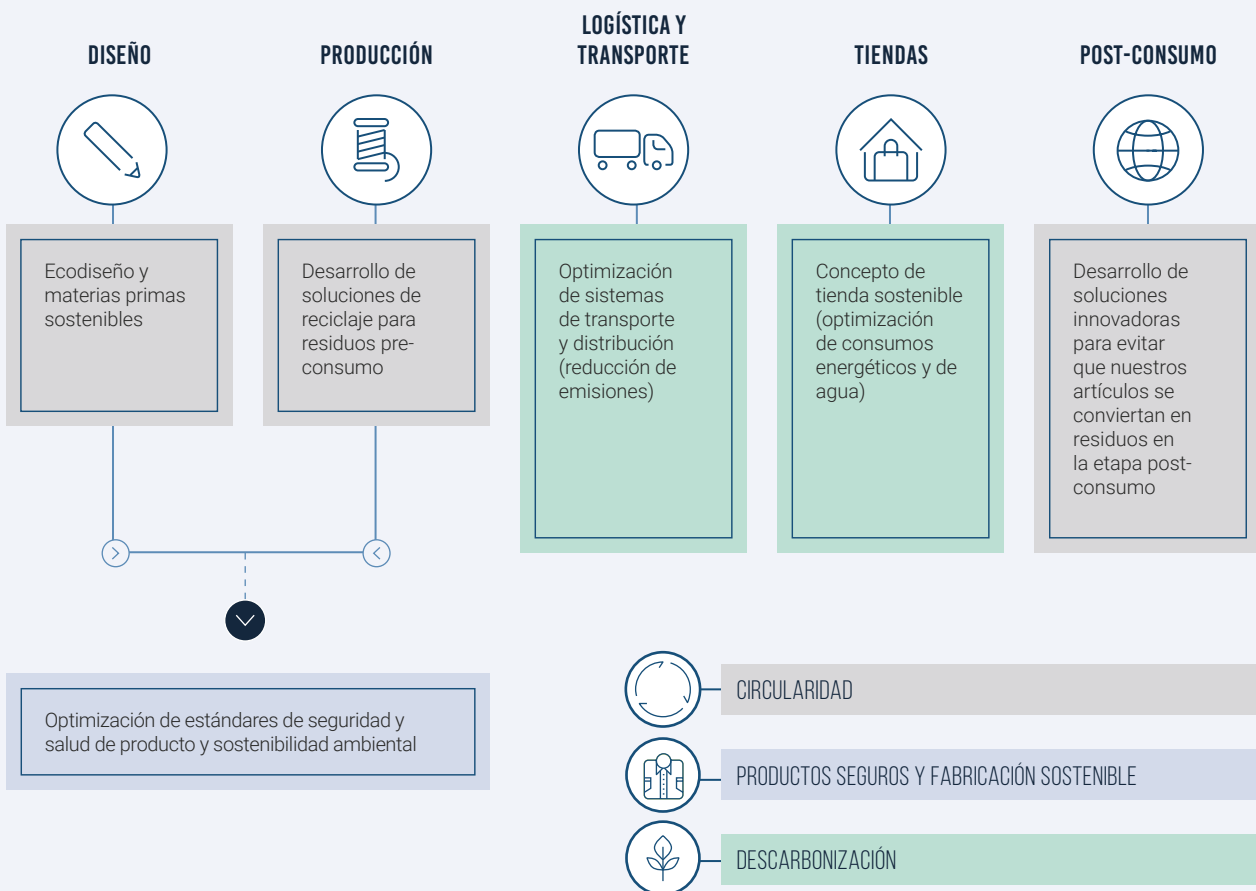 DISEÑO
PRODUCCIÓN
LOGÍSTICA Y
TRANSPORTE
TIENDAS
POST-CONSUMO
Ecodiseño y
materias primas
sostenibles
Desarrollo de
soluciones de
reciclaje para
residuos pre-
consumo
Optimización
de sistemas
de transporte
y distribución
(reducción de
emisiones)
Concepto de
tienda sostenible
(optimización
de consumos
energéticos y de
agua)
Desarrollo de
soluciones
innovadoras
para evitar
que nuestros
artículos se
conviertan en
residuos en
la etapa post-
consumo
Optimización de estándares de seguridad y
salud de producto y sostenibilidad ambiental
CIRCULARIDAD
PRODUCTOS SEGUROS Y FABRICACIÓN SOSTENIBLE
DESCARBONIZACIÓN